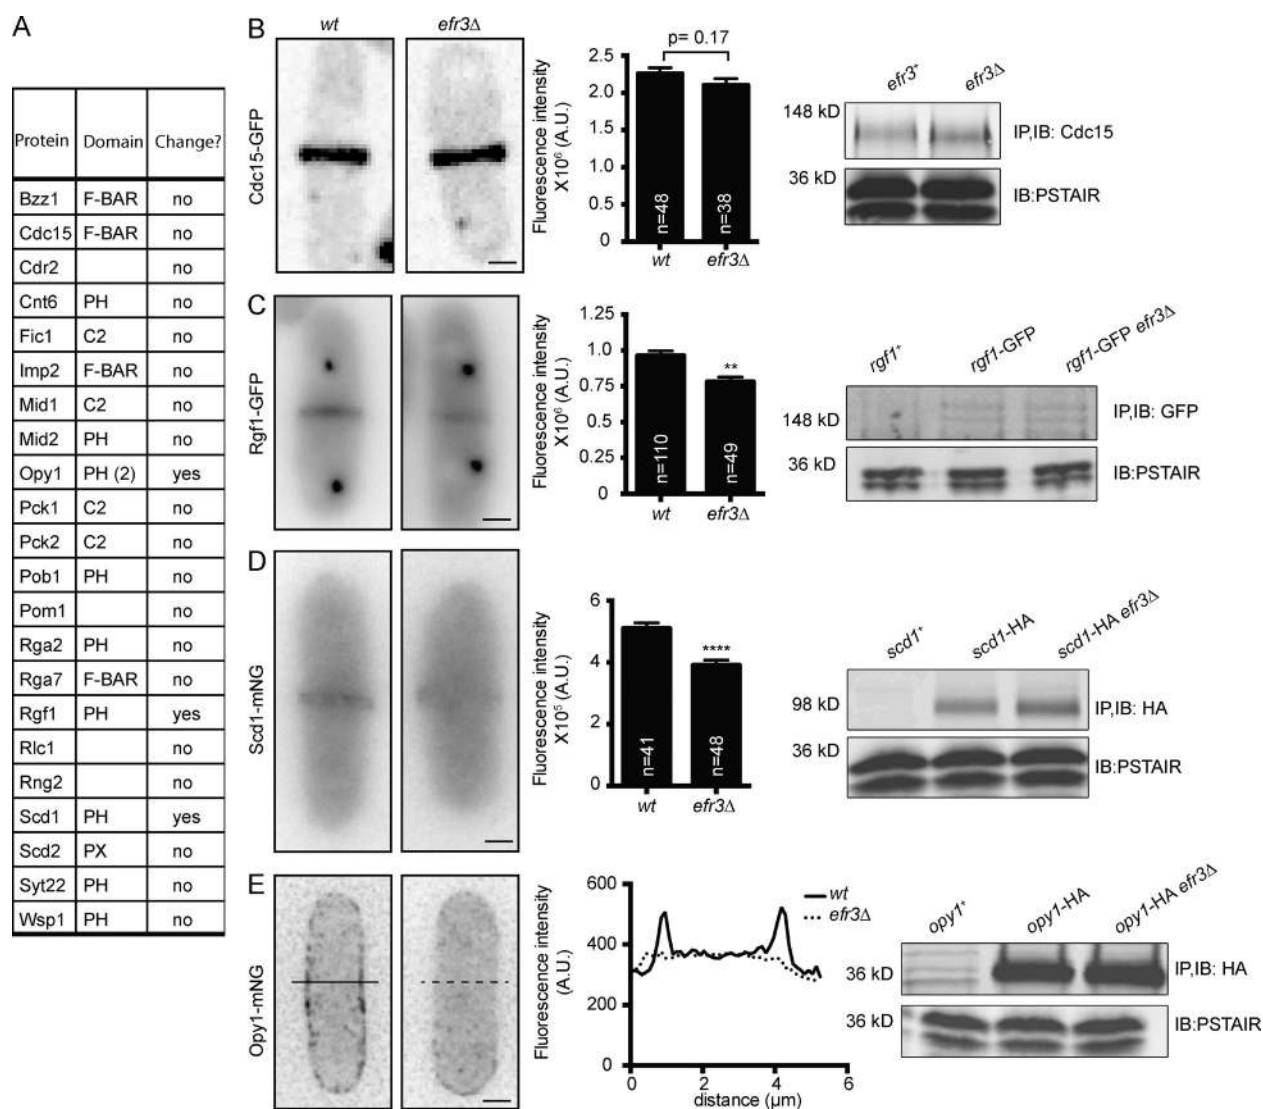 A
Protein Domain Change?
Bzz1 F-BAR no
Cdc15 F-BAR no
Cdr2 no
Cnt6 PH no
Fic1 C2 no
Imp2 F-BAR no
Mid1 C2 no
Mid2 PH no
Opy1 PH (2) yes
Pck1 C2 no
Pck2 C2 no
Pob1 PH no
Pom1 no
Rga2 PH no
Rga7 F-BAR no
Rgf1 PH yes
Rlc1 no
Rng2 no
Scd1 PH yes
Scd2 PX no
Syt22 PH no
Wsp1 PH no
B
wt efr3Δ
Cdc15-GFP
Fluorescence intensity
X10⁶ (A.U.)
p= 0.17
2.5
2.0
1.5
1.0
0.5
0
n=48 n=38
wt efr3Δ
efr3⁺ efr3Δ
148 kD
IP,IB: Cdc15
36 kD
IB:PSTAIR
C
Rgf1-GFP
Fluorescence intensity
X10⁶ (A.U.)
1.25
1.0
0.75
0.5
0.25
0
**
n=110 n=49
wt efr3Δ
rgf1⁺ rgf1-GFP rgf1-GFP efr3Δ
148 kD
IP,IB: GFP
36 kD
IB:PSTAIR
D
Scd1-mNG
Fluorescence intensity
X10⁵ (A.U.)
6
4
2
0
****
n=41 n=48
wt efr3Δ
scd1⁺ scd1-HA scd1-HA efr3Δ
98 kD
IP,IB: HA
36 kD
IB:PSTAIR
E
Opy1-mNG
Fluorescence intensity
(A.U.)
600
400
200
0
wt
efr3Δ
0 2 4 6
distance (µm)
opy1⁺ opy1-HA opy1-HA efr3Δ
36 kD
IP,IB: HA
36 kD
IB:PSTAIR